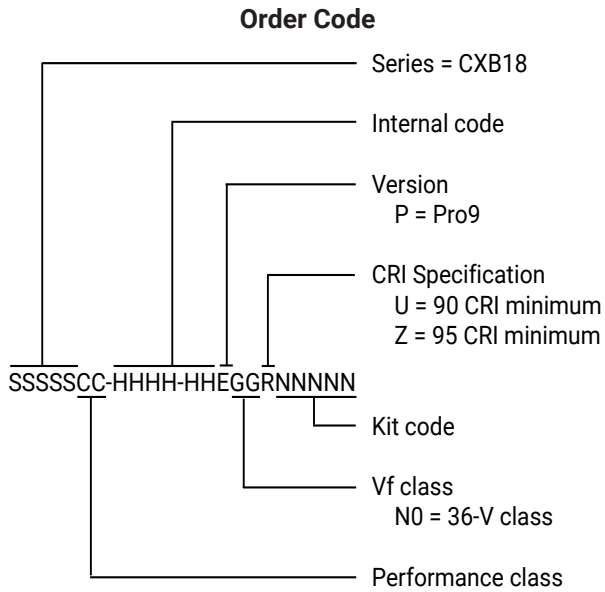 Order Code
Series = CXB18
Internal code
Version
P = Pro9
CRI Specification
U = 90 CRI minimum
Z = 95 CRI minimum
SSSSSCC-HHHH-HHEGGRNNNNN
Kit code
Vf class
N0 = 36-V class
Performance class